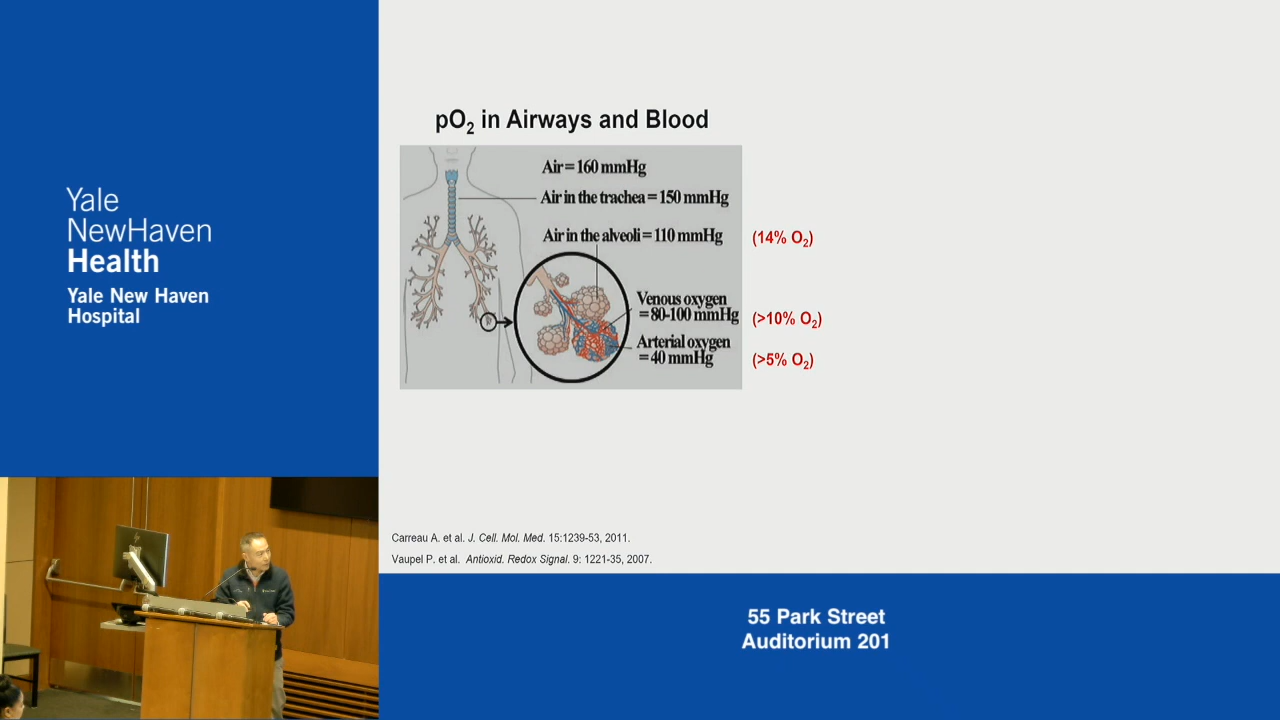 Yale
NewHaven
Health
Yale New Haven
Hospital
pO₂ in Airways and Blood
Air = 160 mmHg
Air in the trachea = 150 mmHg
Air in the alveoli = 110 mmHg
(14% O₂)
Venous oxygen
= 80-100 mmHg
(>10% O₂)
Arterial oxygen
= 40 mmHg
(>5% O₂)
Carreau A. et al. J. Cell. Mol. Med. 15:1239-53, 2011.
Vaupel P. et al. Antioxid. Redox Signal. 9: 1221-35, 2007.
55 Park Street
Auditorium 201